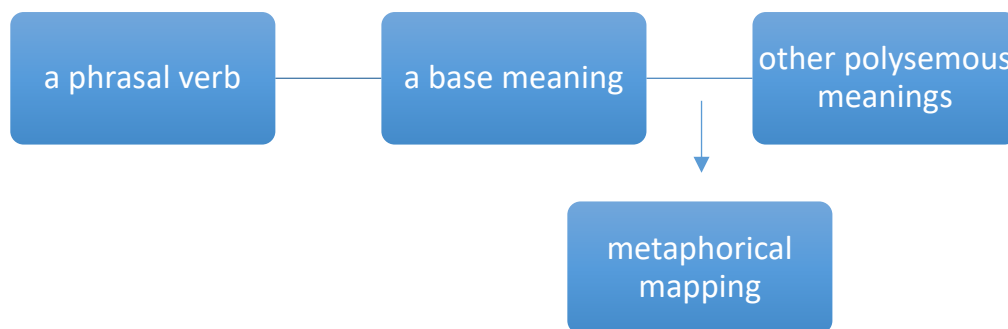 a phrasal verb
a base meaning
other polysemous
meanings
metaphorical
mapping